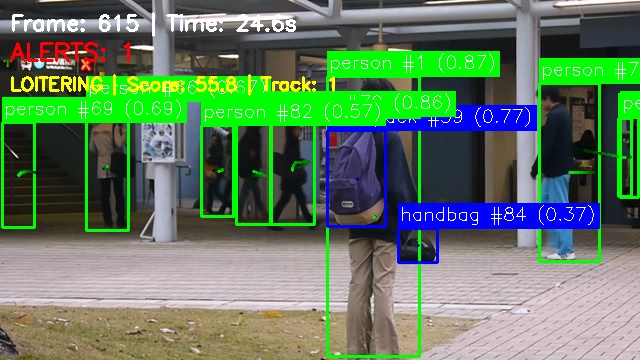 Frame: 615 | Time: 24.6s
ALERTS: 1
LOITERING | Score: 55.8 | Track: 1
person #1 (0.87)
person #7
person #69 (0.69)
person #82 (0.57)
(0.86)
#39 (0.77)
handbag #84 (0.37)